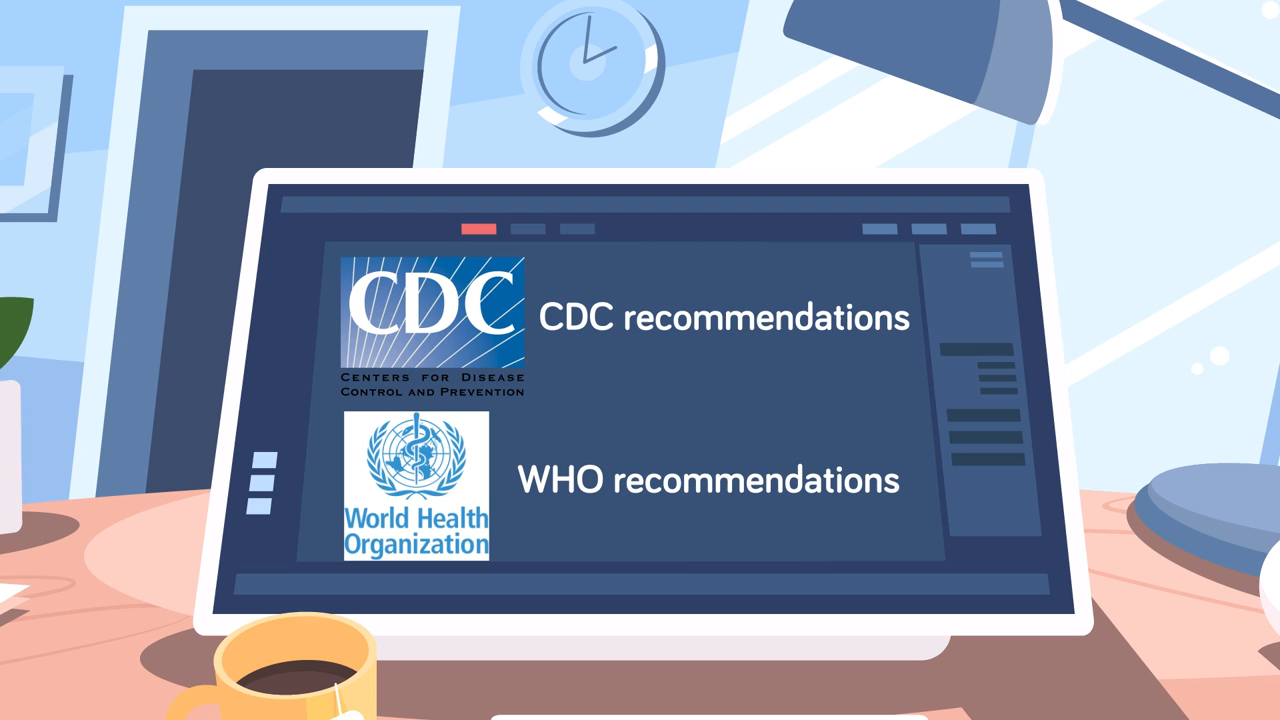 CDC
CENTERS FOR DISEASE
CONTROL AND PREVENTION
CDC recommendations
World Health
Organization
WHO recommendations